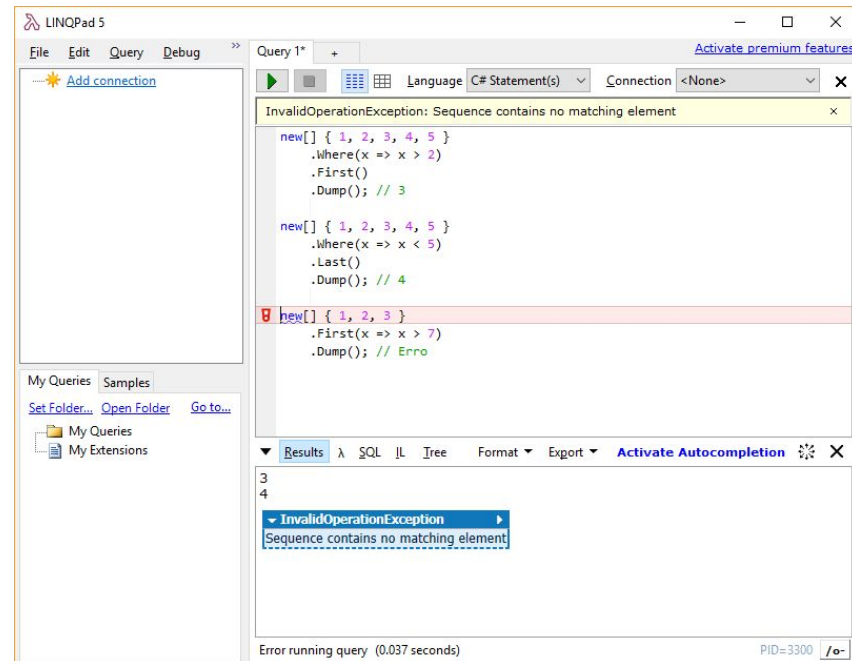 LINQPad 5
File Edit Query Debug »
Add connection
My Queries Samples
Set Folder... Open Folder Go to...
My Queries
My Extensions
Query 1* +
Activate premium features
Language C# Statement(s) Connection <None>
InvalidOperationException: Sequence contains no matching element
new[] { 1, 2, 3, 4, 5 }
.Where(x => x > 2)
.First()
.Dump(); // 3
new[] { 1, 2, 3, 4, 5 }
.Where(x => x < 5)
.Last()
.Dump(); // 4
new[] { 1, 2, 3 }
.First(x => x > 7)
.Dump(); // Erro
Results λ SQL IL Tree Format Export Activate Autocompletion
3
4
InvalidOperationException
Sequence contains no matching element
Error running query (0.037 seconds) PID=3300 /o-